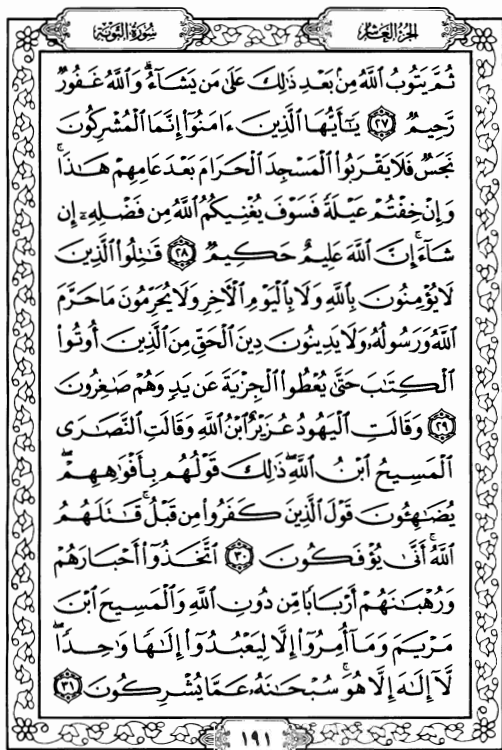 الجزء العاشر
سورة التوبة
ثُمَّ يَتُوبُ ٱللَّهُ مِنۢ بَعْدِ ذَٰلِكَ عَلَىٰ مَن يَشَآءُ ۗ وَٱللَّهُ غَفُورٌ
رَّحِيمٌ ٢٧ يَٰٓأَيُّهَا ٱلَّذِينَ ءَامَنُوٓا۟ إِنَّمَا ٱلْمُشْرِكُونَ
نَجَسٌ فَلَا يَقْرَبُوا۟ ٱلْمَسْجِدَ ٱلْحَرَامَ بَعْدَ عَامِهِمْ هَٰذَا ۚ
وَإِنْ خِفْتُمْ عَيْلَةً فَسَوْفَ يُغْنِيكُمُ ٱللَّهُ مِن فَضْلِهِۦٓ إِن
شَآءَ ۚ إِنَّ ٱللَّهَ عَلِيمٌ حَكِيمٌ ٢٨ قَٰتِلُوا۟ ٱلَّذِينَ
لَا يُؤْمِنُونَ بِٱللَّهِ وَلَا بِٱلْيَوْمِ ٱلْءَاخِرِ وَلَا يُحَرِّمُونَ مَا حَرَّمَ
ٱللَّهُ وَرَسُولُهُۥ وَلَا يَدِينُونَ دِينَ ٱلْحَقِّ مِنَ ٱلَّذِينَ أُوتُوا۟
ٱلْكِتَٰبَ حَتَّىٰ يُعْطُوا۟ ٱلْجِزْيَةَ عَن يَدٍ وَهُمْ صَٰغِرُونَ
٢٩ وَقَالَتِ ٱلْيَهُودُ عُزَيْرٌ ٱبْنُ ٱللَّهِ وَقَالَتِ ٱلنَّصَٰرَى
ٱلْمَسِيحُ ٱبْنُ ٱللَّهِ ۖ ذَٰلِكَ قَوْلُهُم بِأَفْوَٰهِهِمْ ۖ
يُضَٰهِـُٔونَ قَوْلَ ٱلَّذِينَ كَفَرُوا۟ مِن قَبْلُ ۚ قَٰتَلَهُمُ
ٱللَّهُ ۚ أَنَّىٰ يُؤْفَكُونَ ٣٠ ٱتَّخَذُوٓا۟ أَحْبَارَهُمْ
وَرُهْبَٰنَهُمْ أَرْبَابًا مِّن دُونِ ٱللَّهِ وَٱلْمَسِيحَ ٱبْنَ
مَرْيَمَ وَمَآ أُمِرُوٓا۟ إِلَّا لِيَعْبُدُوٓا۟ إِلَٰهًا وَٰحِدًا ۖ
لَّآ إِلَٰهَ إِلَّا هُوَ ۚ سُبْحَٰنَهُۥ عَمَّا يُشْرِكُونَ ٣١
١٩١